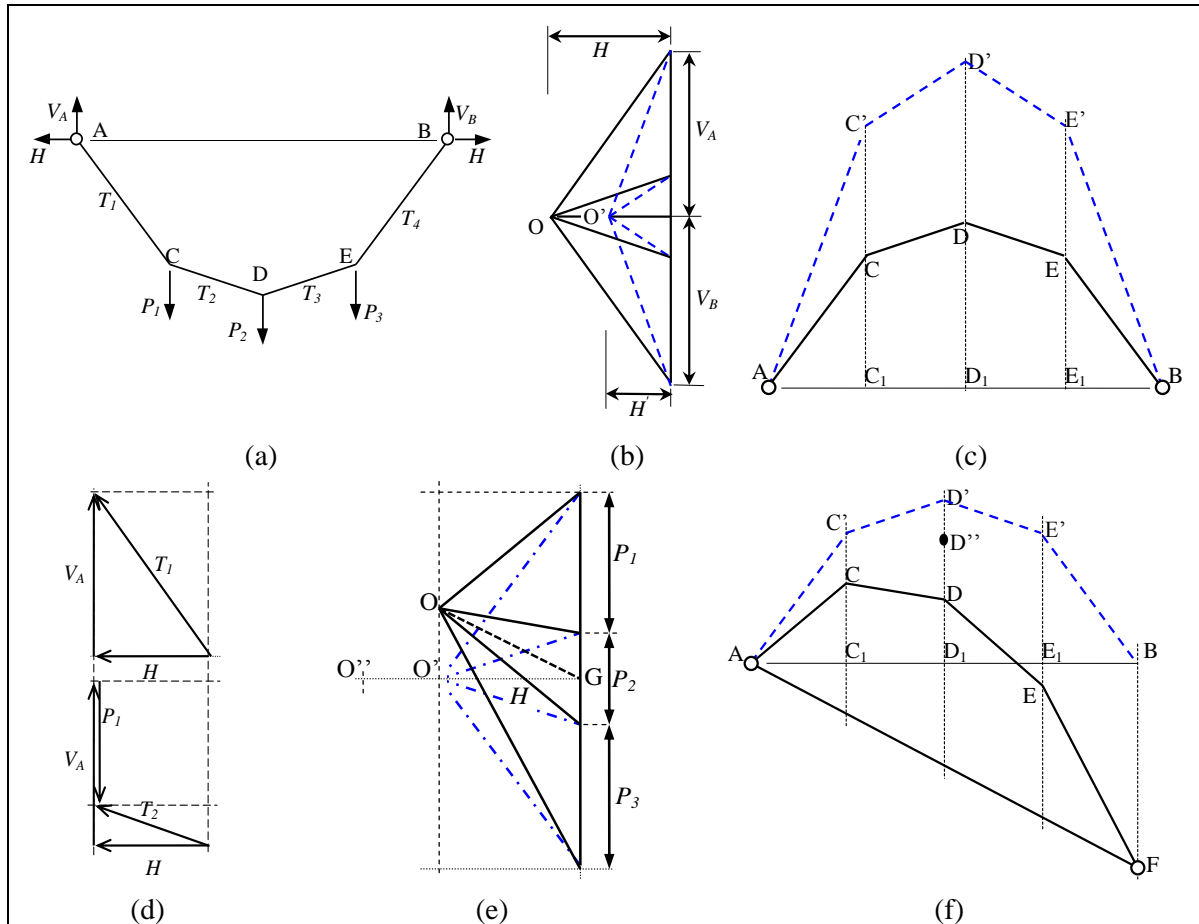 V_A
A
H
B
V_B
H
T_1
T_4
C
D
E
T_2
T_3
P_1
P_2
P_3
(a)
H
V_A
O
O'
V_B
H'
(b)
D’
C’
E’
D
C
E
A
C_1
D_1
E_1
B
(c)
V_A
T_1
H
P_1
V_A
T_2
H
(d)
P_1
O
O’’
O’
H
G
P_2
P_3
(e)
D’
C’
E’
D’’
C
D
A
C_1
D_1
E_1
B
E
F
(f)